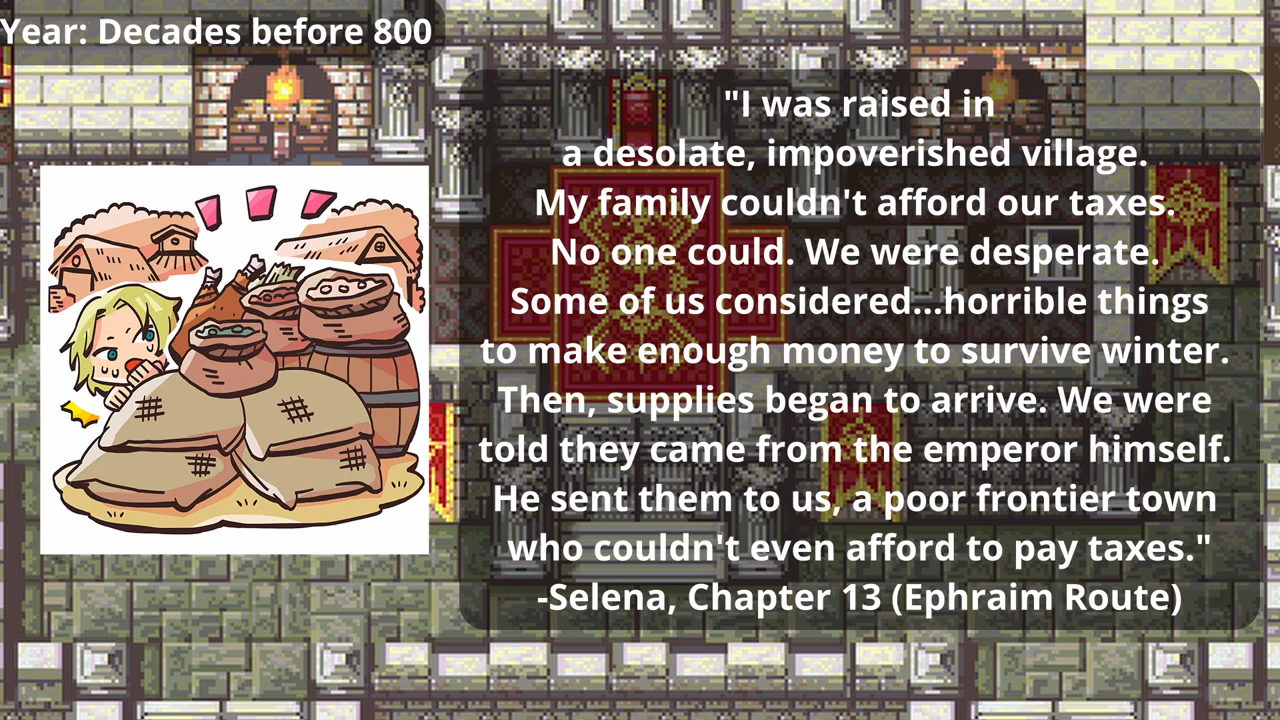 Year: Decades before 800
"I was raised in
a desolate, impoverished village.
My family couldn't afford our taxes.
No one could. We were desperate.
Some of us considered...horrible things
to make enough money to survive winter.
Then, supplies began to arrive. We were
told they came from the emperor himself.
He sent them to us, a poor frontier town
who couldn't even afford to pay taxes."
-Selena, Chapter 13 (Ephraim Route)